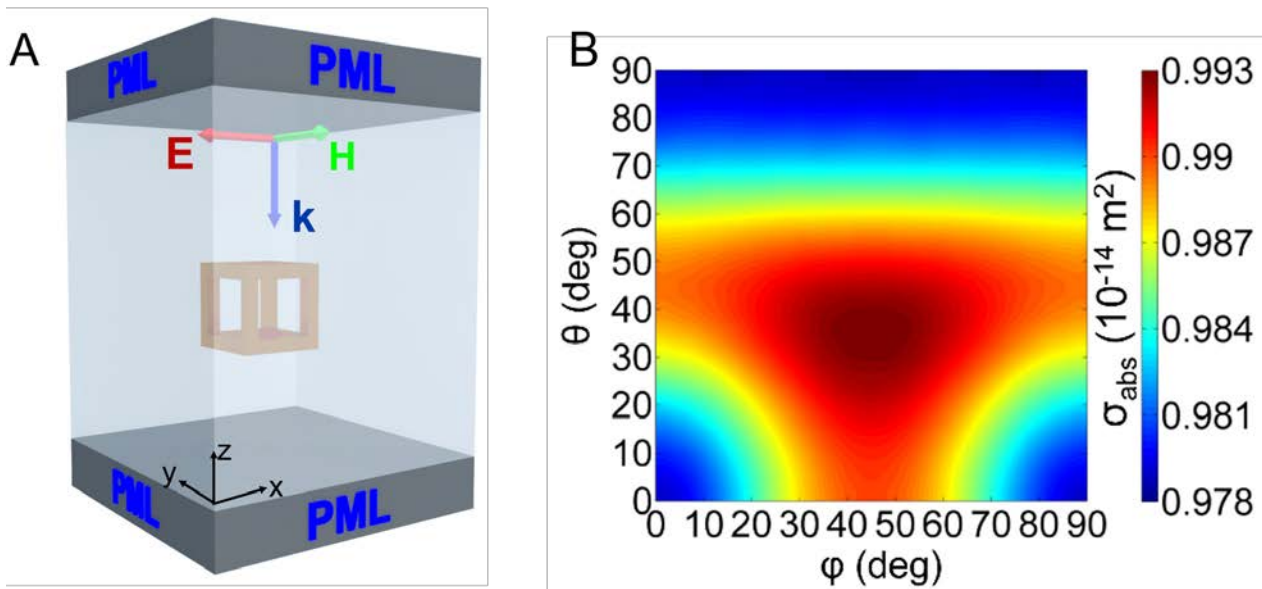 A
PML
PML
E
H
k
z
y
x
PML
PML
B
90
80
70
60
50
40
30
20
10
0
θ (deg)
0 10 20 30 40 50 60 70 80 90
φ (deg)
0.993
0.99
0.987
0.984
0.981
0.978
σabs (10-14 m2)